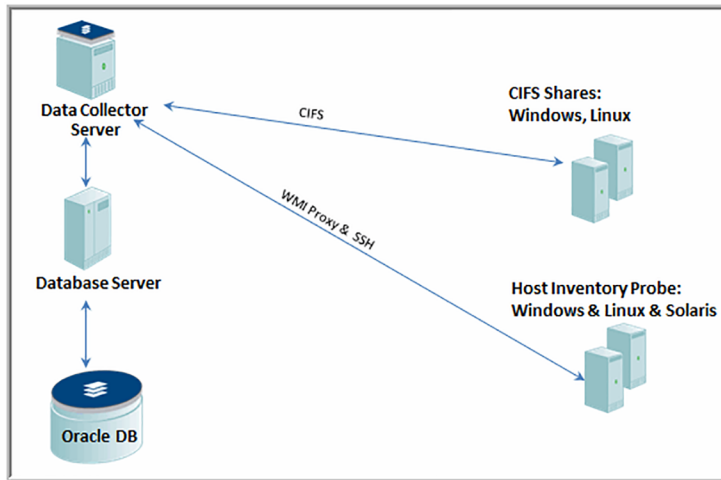 Data Collector
Server
CIFS
CIFS Shares:
Windows, Linux
WMI Proxy & SSH
Database Server
Host Inventory Probe:
Windows & Linux & Solaris
Oracle DB